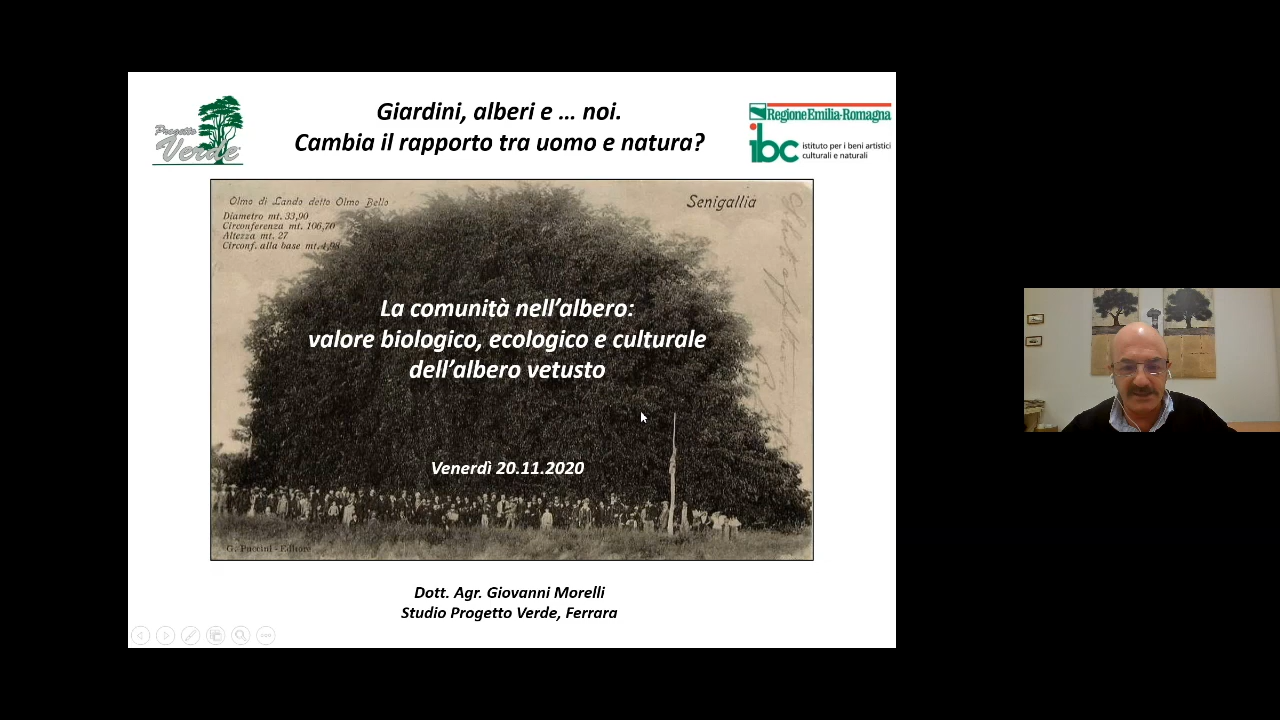 Giardini, alberi e … noi.
Cambia il rapporto tra uomo e natura?
Progetto
Verde
RegioneEmilia-Romagna
ibc
istituto per i beni artistici
culturali e naturali
Olmo di Lando detto Olmo Bello
Diametro mt. 33,90
Circonferenza mt. 106,70
Altezza mt. 27
Circonf. alla base mt. 4,98
Senigallia
La comunità nell’albero:
valore biologico, ecologico e culturale
dell’albero vetusto
Venerdì 20.11.2020
G. Puccini - Editore
Dott. Agr. Giovanni Morelli
Studio Progetto Verde, Ferrara